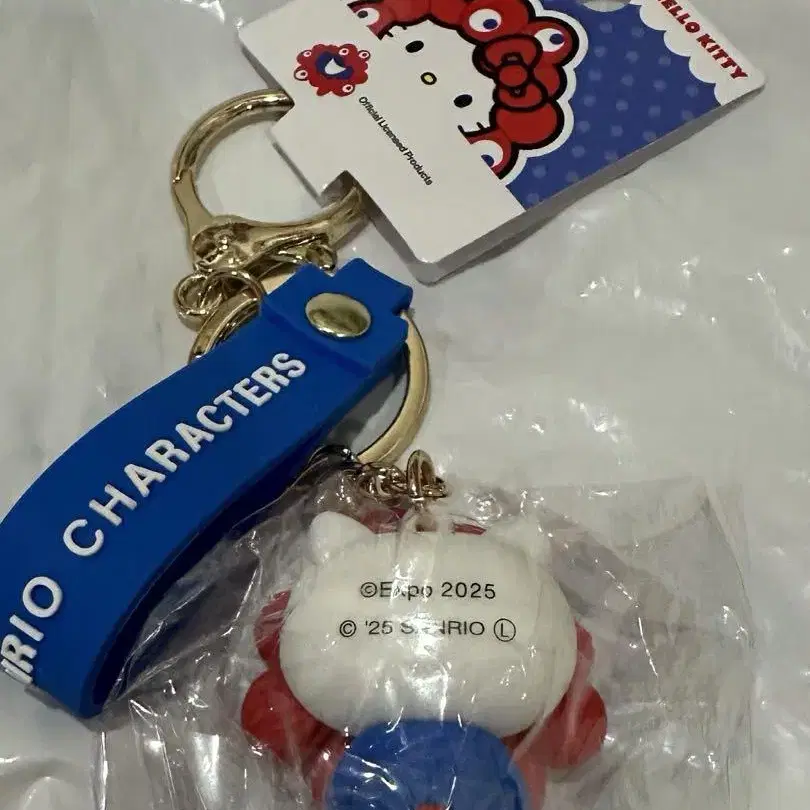 HELLO KITTY
Official Licensed Products
RIO CHARACTERS
©Expo 2025
© '25 SANRIO Ⓛ